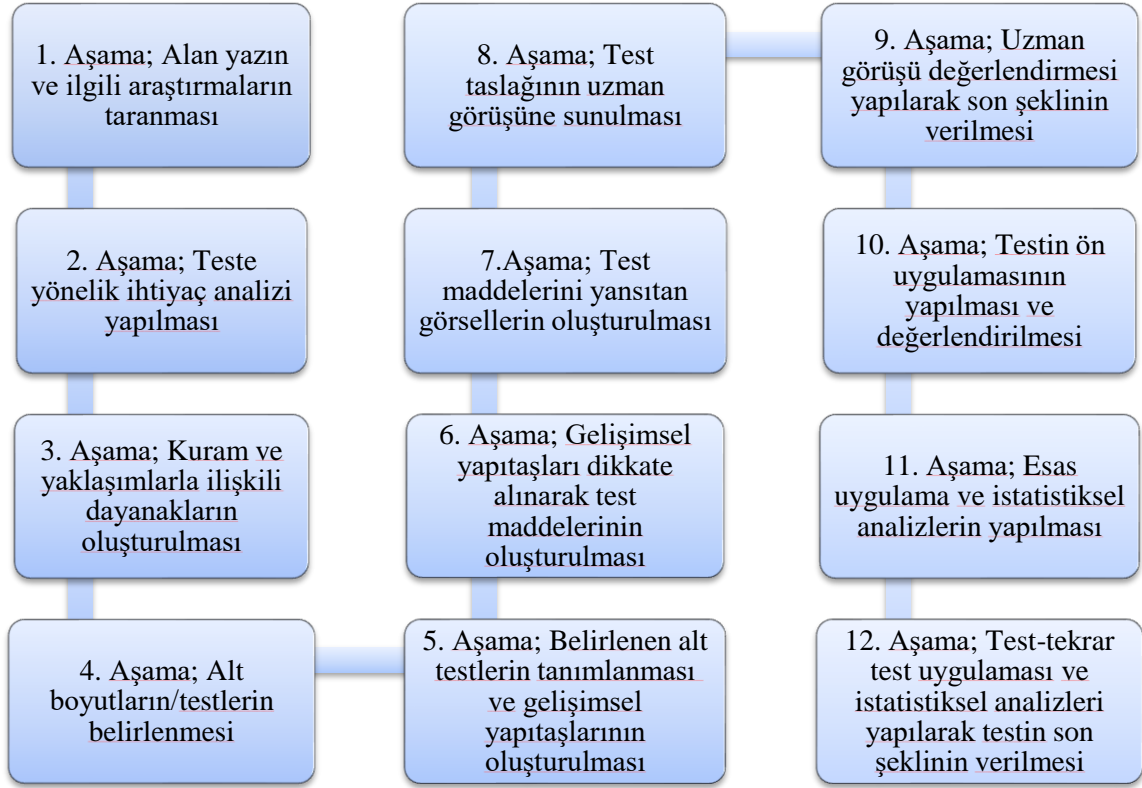 1. Aşama; Alan yazın
ve ilgili araştırmaların
taranması
2. Aşama; Teste
yönelik ihtiyaç analizi
yapılması
3. Aşama; Kuram ve
yaklaşımlarla ilişkili
dayanakların
oluşturulması
4. Aşama; Alt
boyutların/testlerin
belirlenmesi
5. Aşama; Belirlenen alt
testlerin tanımlanması
ve gelişimsel
yapıtaşlarının
oluşturulması
6. Aşama; Gelişimsel
yapıtaşları dikkate
alınarak test
maddelerinin
oluşturulması
7.Aşama; Test
maddelerini yansıtan
görsellerin oluşturulması
8. Aşama; Test
taslağının uzman
görüşüne sunulması
9. Aşama; Uzman
görüşü değerlendirmesi
yapılarak son şeklinin
verilmesi
10. Aşama; Testin ön
uygulamasının
yapılması ve
değerlendirilmesi
11. Aşama; Esas
uygulama ve istatistiksel
analizlerin yapılması
12. Aşama; Test-tekrar
test uygulaması ve
istatistiksel analizleri
yapılarak testin son
şeklinin verilmesi